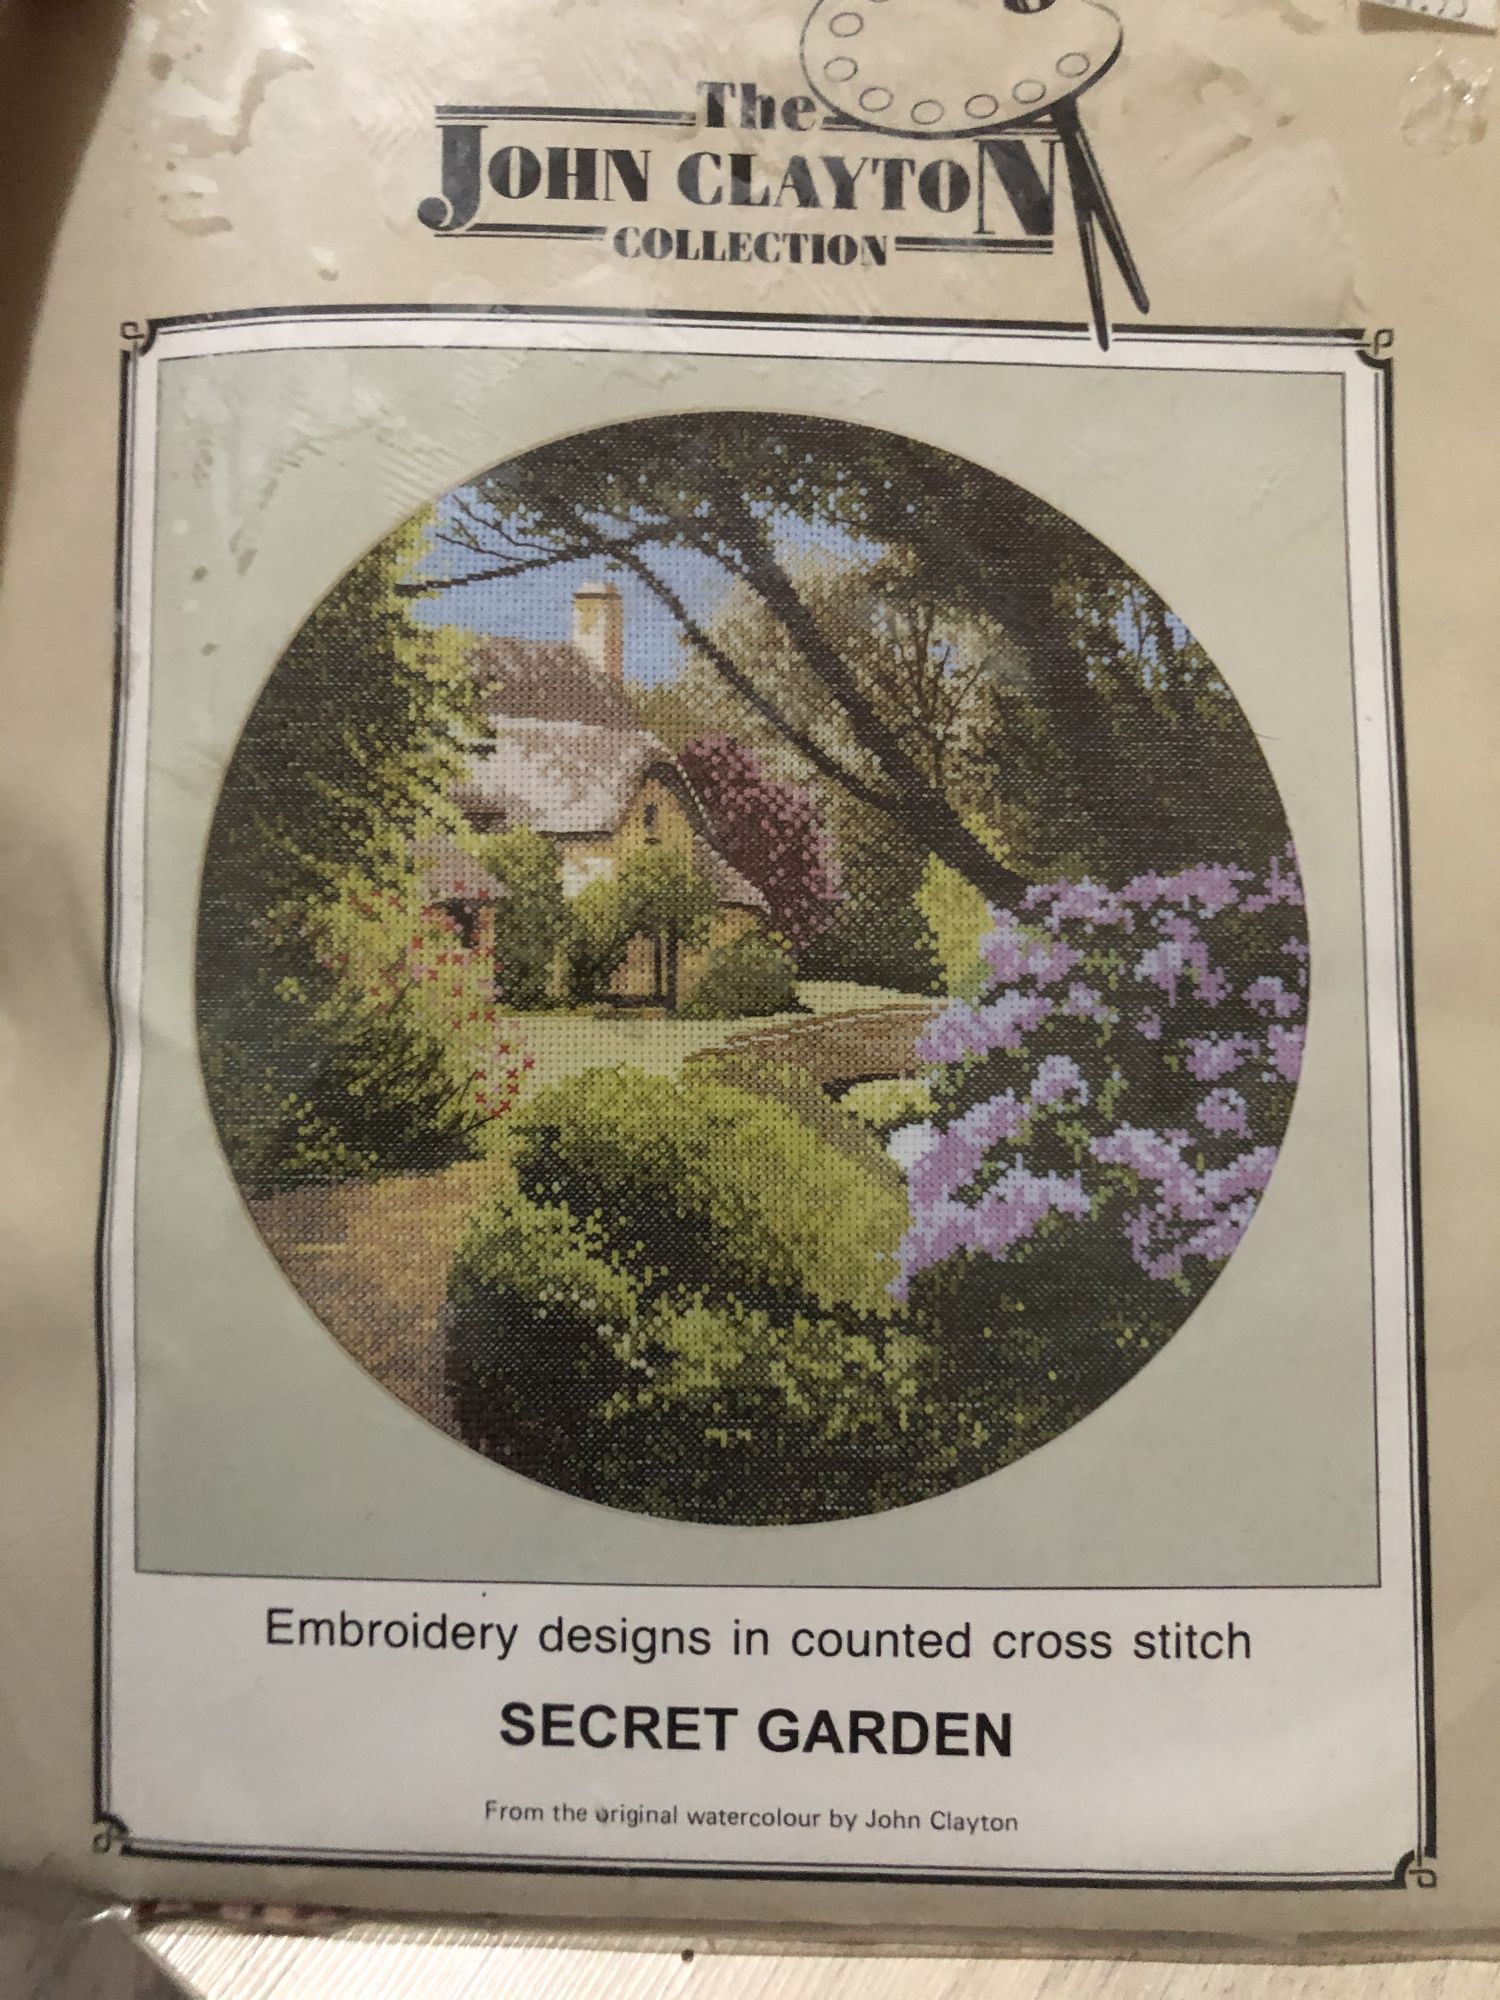 The
JOHN CLAYTON
COLLECTION
Embroidery designs in counted cross stitch
SECRET GARDEN
From the original watercolour by John Clayton